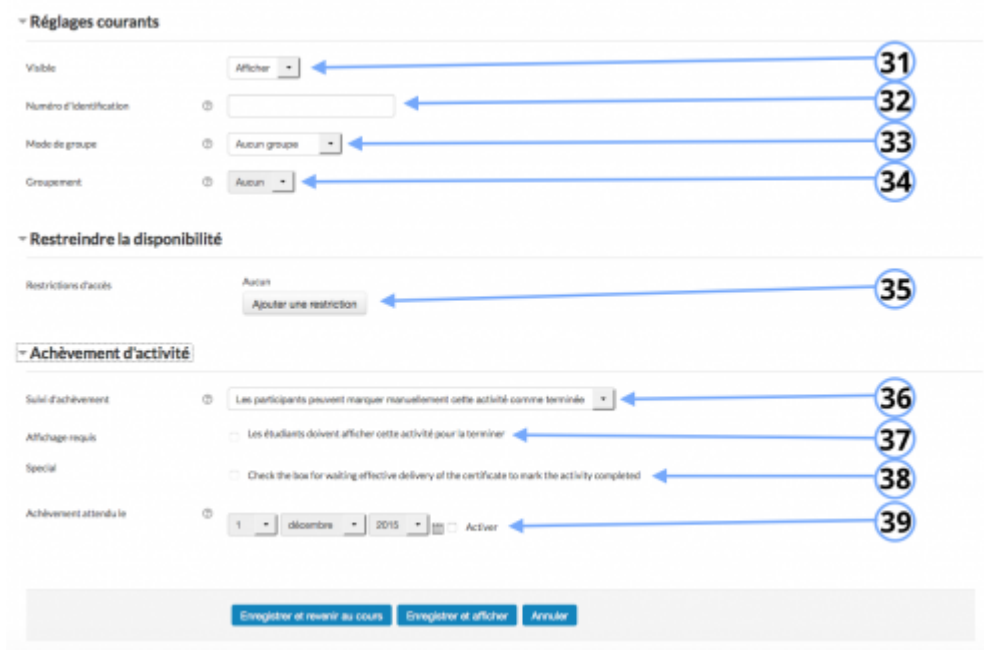 Réglages courants
Visible Afficher 31
Numéro d'identification 32
Mode de groupe Aucun groupe 33
Groupement Aucun 34
Restreindre la disponibilité
Restrictions d'accès Aucun
Ajouter une restriction 35
Achèvement d'activité
Suivi d'achèvement Les participants peuvent marquer manuellement cette activité comme terminée 36
Affichage requis Les étudiants doivent afficher cette activité pour la terminer 37
Special Check the box for waiting effective delivery of the certificate to mark the activity completed 38
Achèvement attendu le 1 décembre 2015 Activer 39
Enregistrer et revenir au cours Enregistrer et afficher Annuler